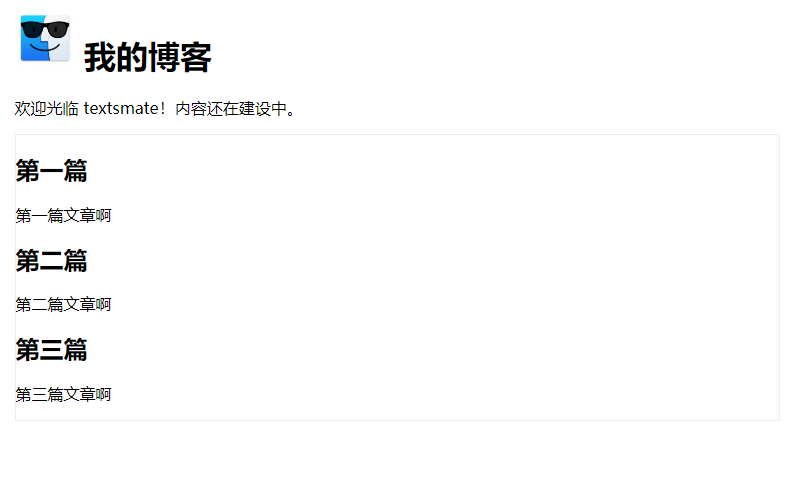 我的博客
欢迎光临 textsmate！内容还在建设中。
第一篇
第一篇文章啊
第二篇
第二篇文章啊
第三篇
第三篇文章啊